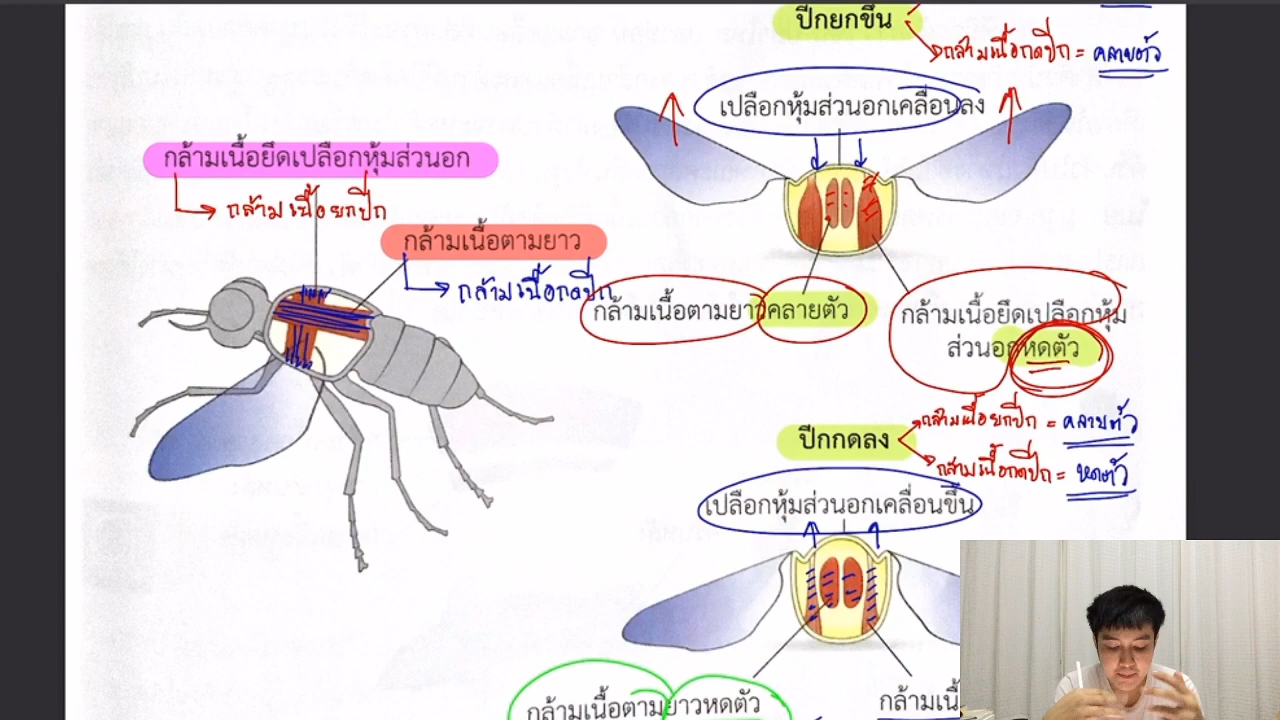 ปีกยกขึ้น
กล้ามเนื้อกดปีก = คลายตัว
เปลือกหุ้มส่วนอกเคลื่อนลง
กล้ามเนื้อยึดเปลือกหุ้มส่วนอก
กล้ามเนื้อยกปีก
กล้ามเนื้อตามยาว
กล้ามเนื้อกดปีก
กล้ามเนื้อตามยาวคลายตัว
กล้ามเนื้อยึดเปลือกหุ้ม
ส่วนอกหดตัว
กล้ามเนื้อยกปีก = คลายตัว
ปีกกดลง
กล้ามเนื้อกดปีก = หดตัว
เปลือกหุ้มส่วนอกเคลื่อนขึ้น
กล้ามเนื้อตามยาวหดตัว
กล้ามเนื้